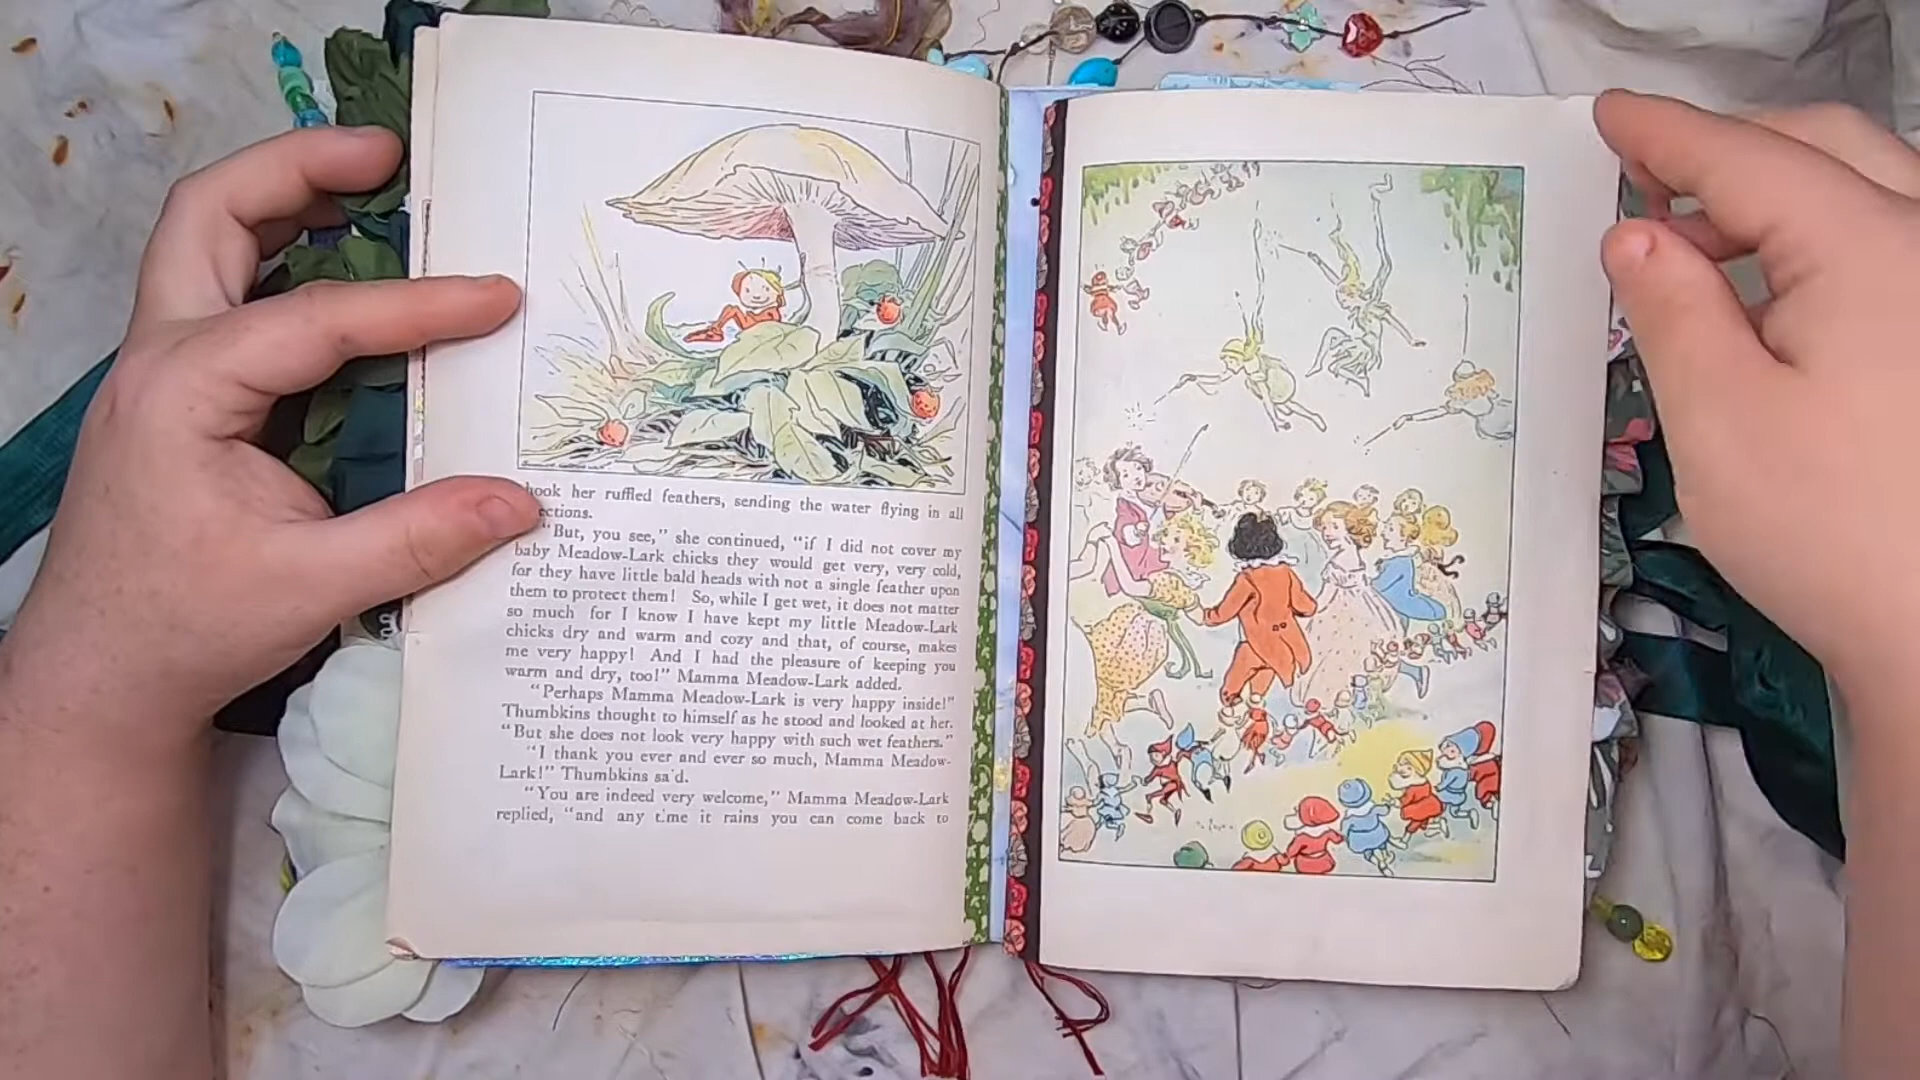 hook her ruffled feathers, sending the water flying in all
ections.
"But, you see," she continued, "if I did not cover my
baby Meadow-Lark chicks they would get very, very cold,
for they have little bald heads with not a single feather upon
them to protect them! So, while I get wet, it does not matter
so much for I know I have kept my little Meadow-Lark
chicks dry and warm and cozy and that, of course, makes
me very happy! And I had the pleasure of keeping you
warm and dry, too!" Mamma Meadow-Lark added.
"Perhaps Mamma Meadow-Lark is very happy inside!"
Thumbkins thought to himself as he stood and looked at her.
"But she does not look very happy with such wet feathers."
"I thank you ever and ever so much, Mamma Meadow-
Lark!" Thumbkins sa'd.
"You are indeed very welcome," Mamma Meadow-Lark
replied, "and any time it rains you can come back to